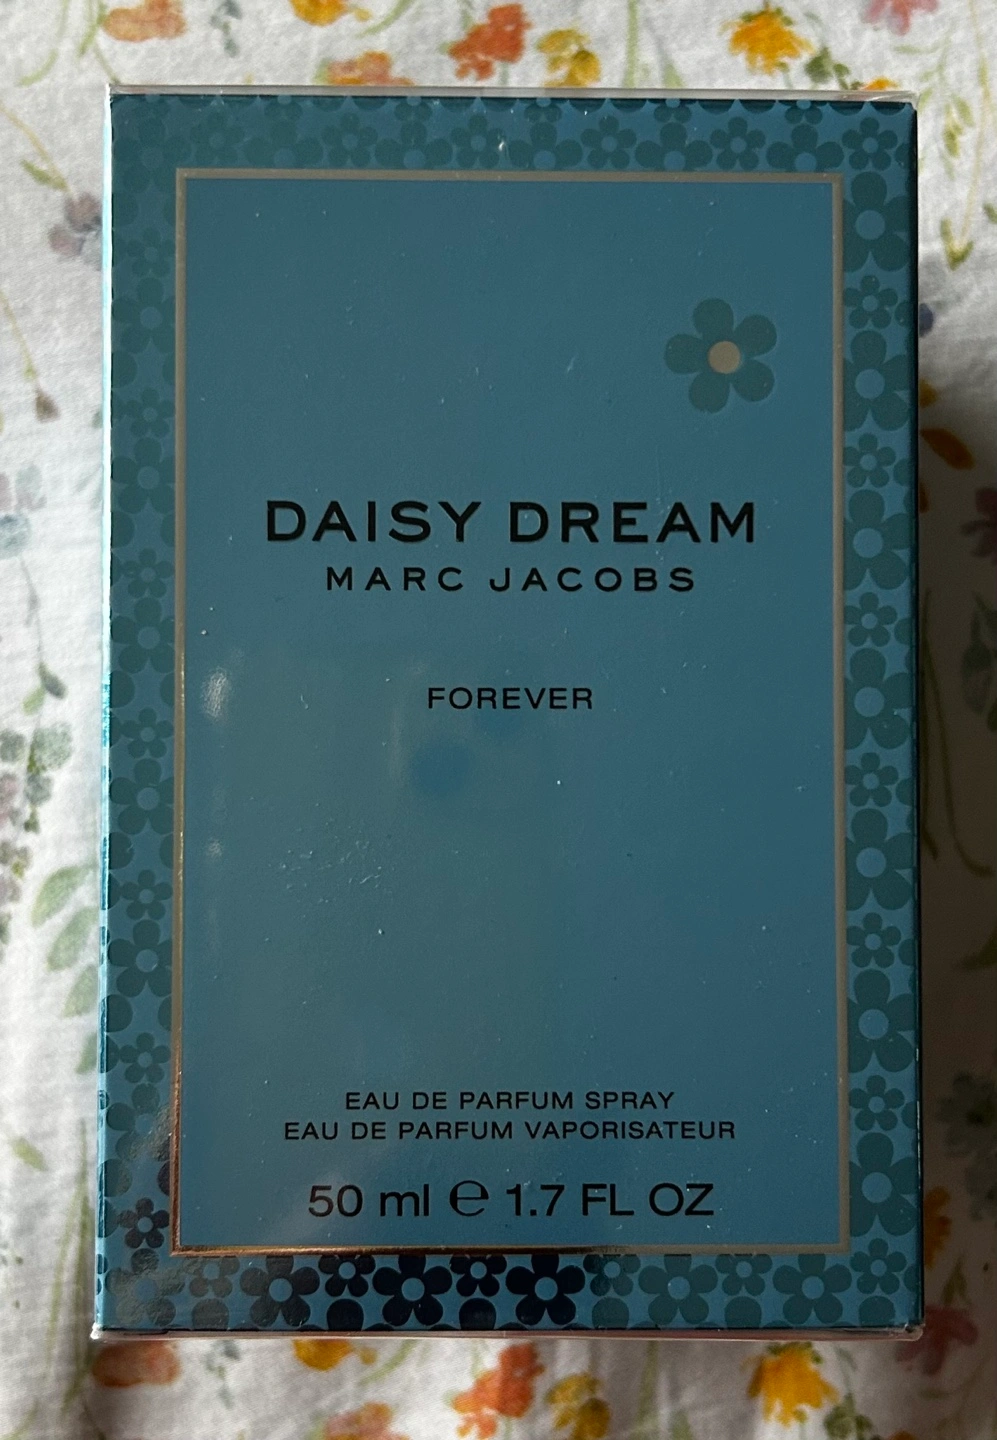 DAISY DREAM
MARC JACOBS
FOREVER
EAU DE PARFUM SPRAY
EAU DE PARFUM VAPORISATEUR
50 ml ℮ 1.7 FL OZ